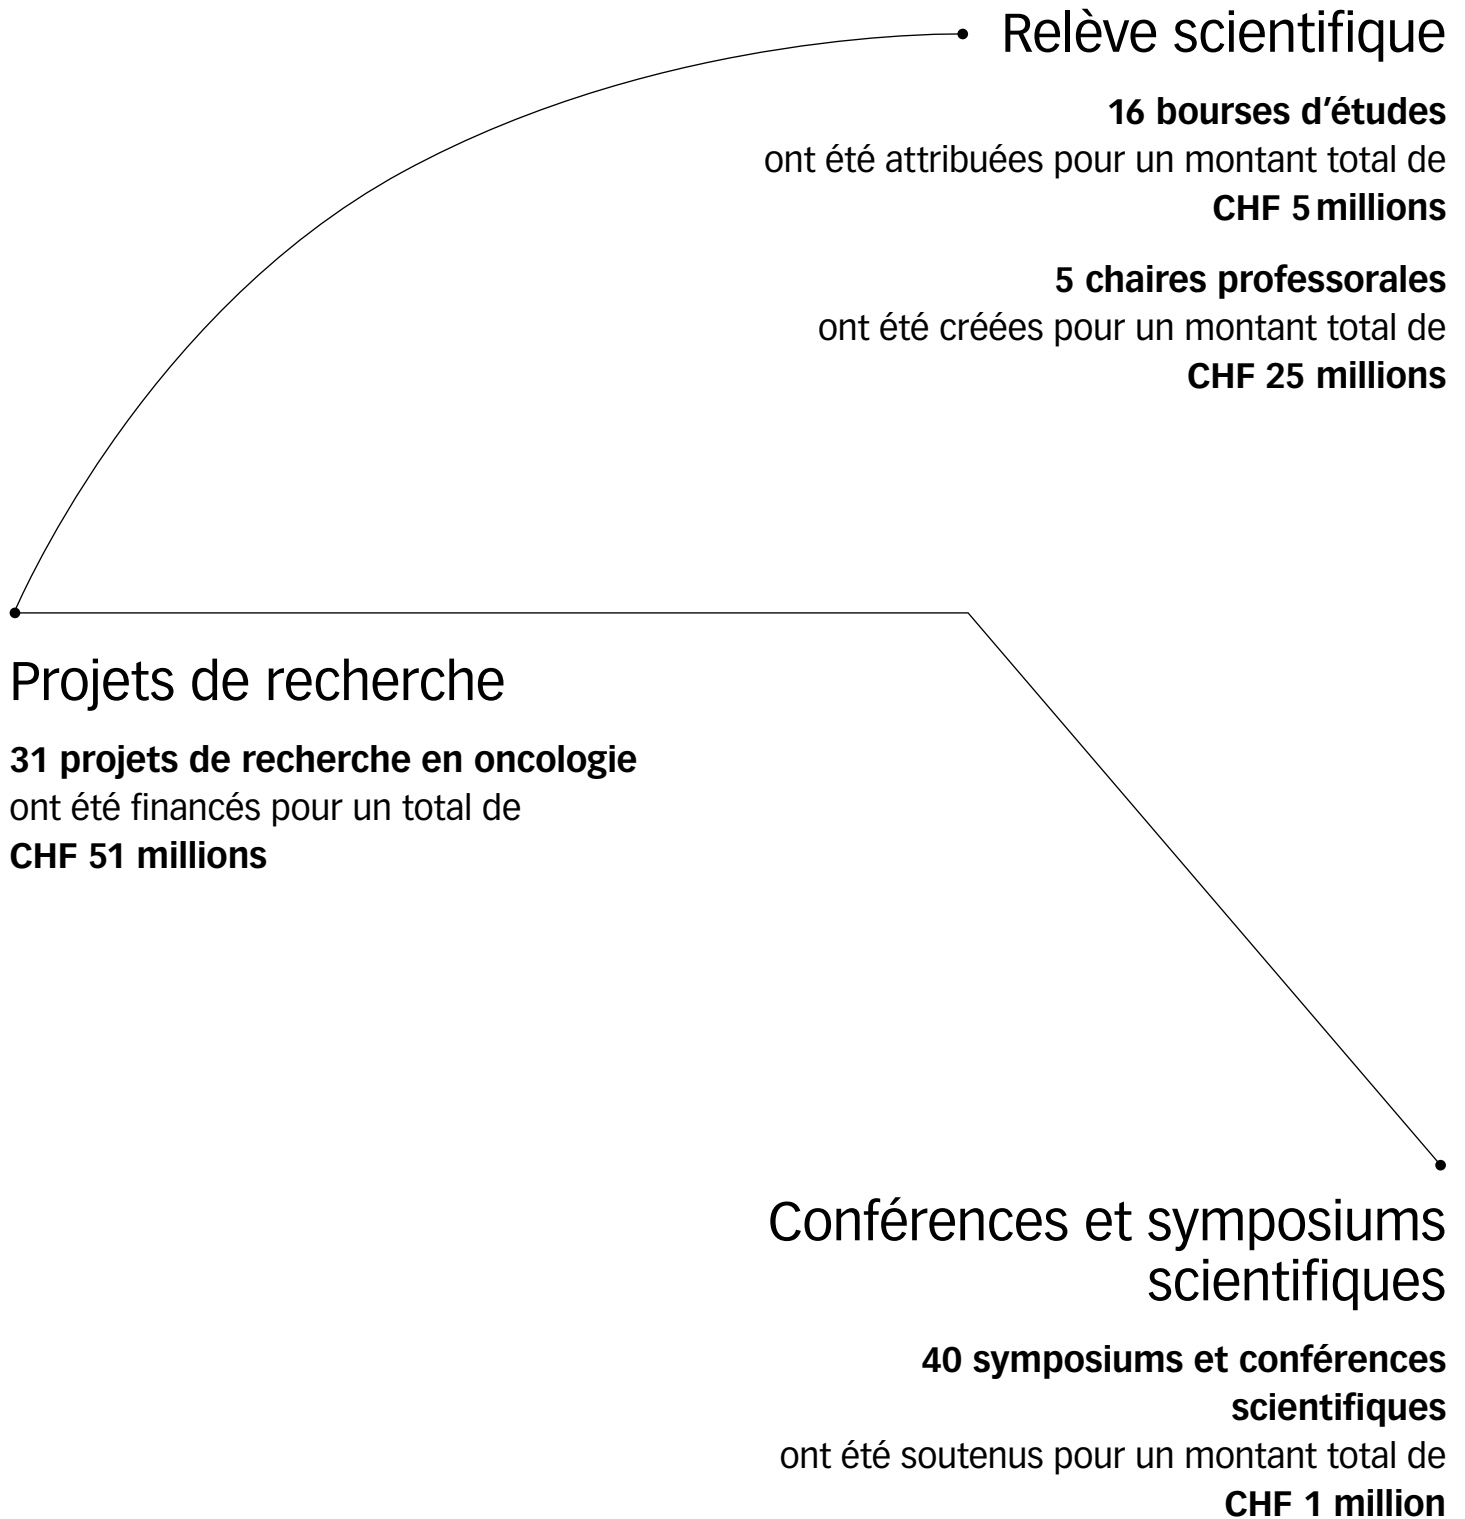 Relève scientifique
16 bourses d’études
ont été attribuées pour un montant total de
CHF 5 millions
5 chaires professorales
ont été créées pour un montant total de
CHF 25 millions
Projets de recherche
31 projets de recherche en oncologie
ont été financés pour un total de
CHF 51 millions
Conférences et symposiums
scientifiques
40 symposiums et conférences
scientifiques
ont été soutenus pour un montant total de
CHF 1 million